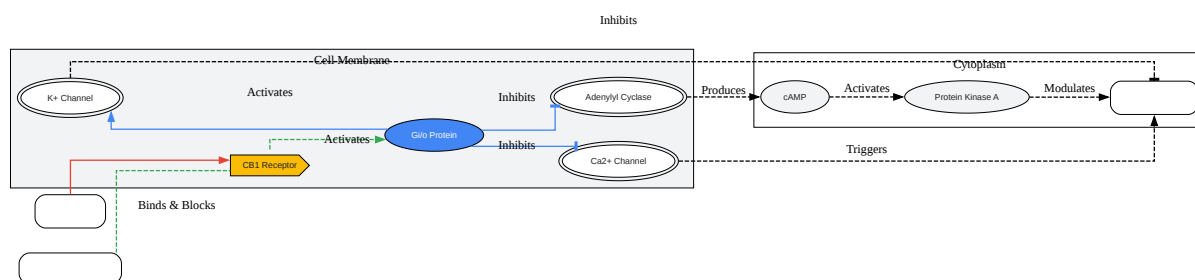 Inhibits
Cell Membrane
Cytoplasm
K+ Channel
Activates
Inhibits
Adenylyl Cyclase
Produces
cAMP
Activates
Protein Kinase A
Modulates
Activates
Gi/o Protein
Inhibits
CB1 Receptor
Ca2+ Channel
Triggers
Binds & Blocks